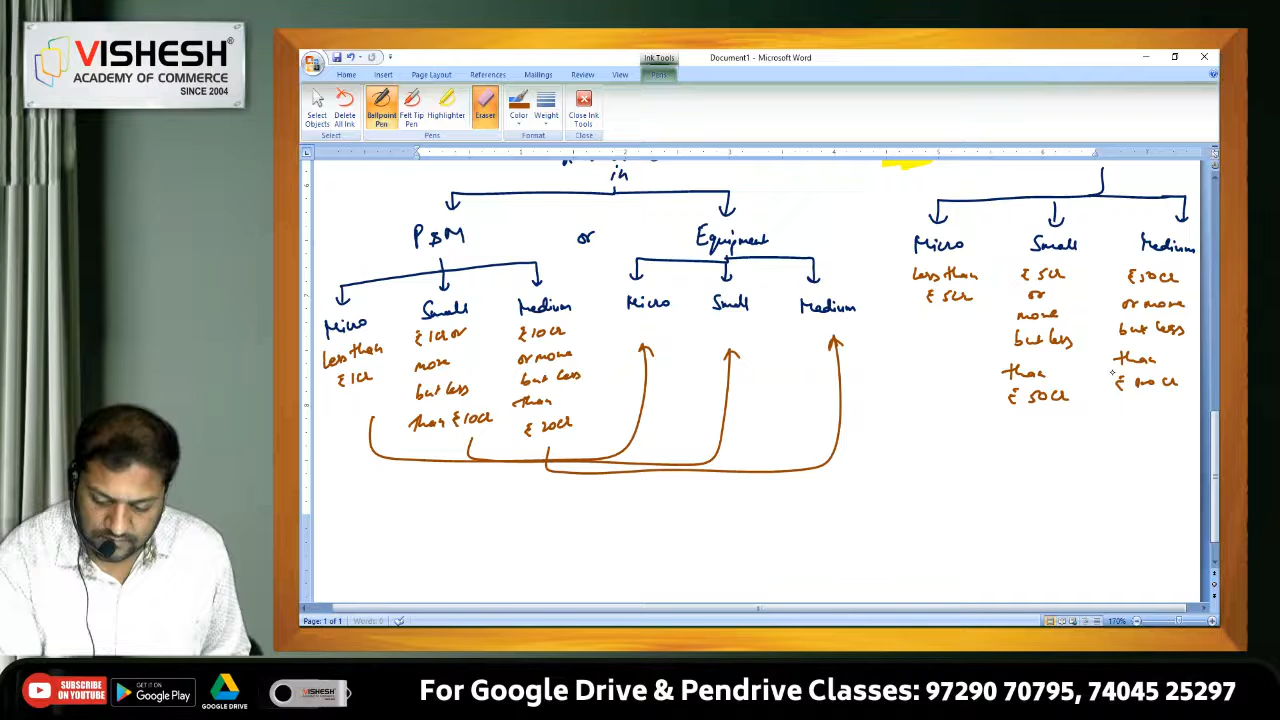 VISHESH®
ACADEMY OF COMMERCE
SINCE 2004
Ink Tools
Document1 - Microsoft Word
Home Insert Page Layout References Mailings Review View Pens
Select Objects
Delete All Ink
Ballpoint Pen
Felt Tip Pen
Highlighter
Eraser
Color
Weight
Close Ink Tools
Select
Pens
Format
Close
in
P&M or Equipment
Micro
less than
₹1Cr
Small
₹1Cr or
more
but less
than ₹10Cr
Medium
₹10Cr
or more
but less
than
₹20Cr
Micro
Small
Medium
Micro
less than
₹5Cr
Small
₹5Cr
or
more
but less
than
₹50Cr
Medium
₹50Cr
or more
but less
than
₹100Cr
Page: 1 of 1
Words: 0
170%
SUBSCRIBE
ON YOUTUBE
GET IT ON
Google Play
GOOGLE DRIVE
VISHESH
For Google Drive & Pendrive Classes: 97290 70795, 74045 25297